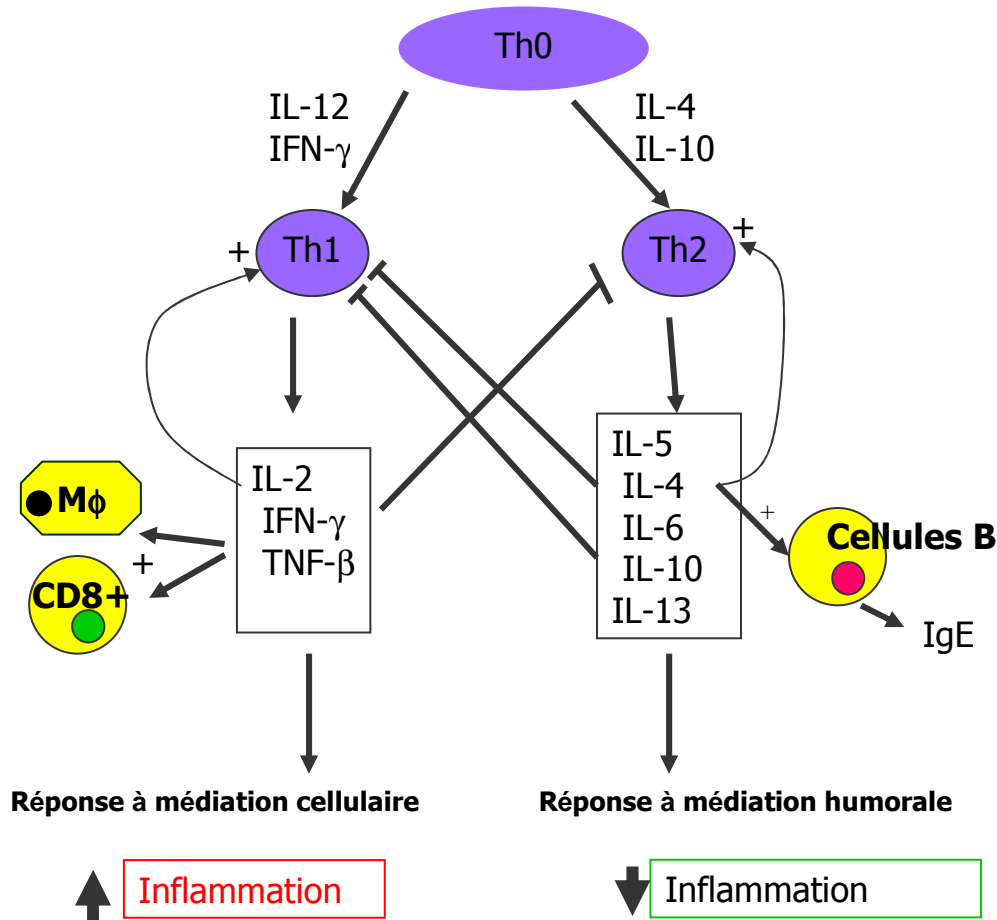 Th0
IL-12
IFN-γ
IL-4
IL-10
+
Th1
Th2
+
IL-2
IFN-γ
TNF-β
IL-5
IL-4
IL-6
IL-10
IL-13
Mϕ
+
CD8+
+
Cellules B
IgE
Réponse à médiation cellulaire
Réponse à médiation humorale
Inflammation
Inflammation